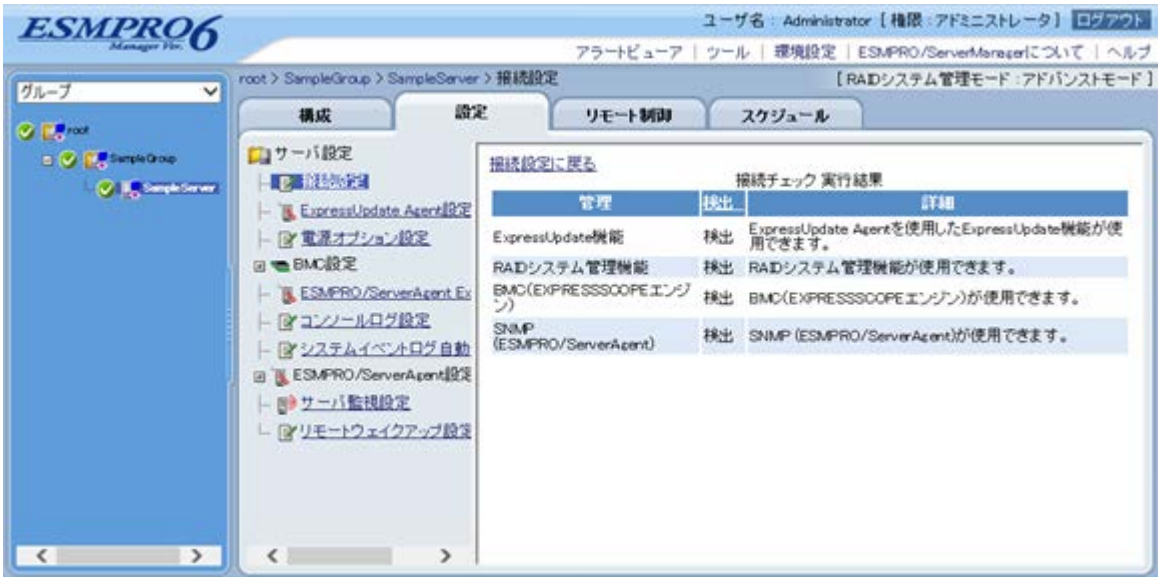 ESMPRO6
Manager Ver.
ユーザ名： Administrator【権限：アドミニストレータ】 ログアウト
アラートビューア | ツール | 環境設定 | ESMPRO/ServerManagerについて | ヘルプ
グループ
root
SampleGroup
SampleServer
root > SampleGroup > SampleServer > 接続設定
[ RAIDシステム管理モード：アドバンストモード ]
構成
設定
リモート制御
スケジュール
サーバ設定
接続設定
ExpressUpdate Agent設定
電源オプション設定
BMC設定
ESMPRO/ServerAgent Ex
コンソールログ設定
システムイベントログ自動
ESMPRO/ServerAgent設定
サーバ監視設定
リモートウェイクアップ設定
接続設定に戻る
接続チェック 実行結果
管理 検出 詳細
ExpressUpdate機能 検出 ExpressUpdate Agentを使用したExpressUpdate機能が使
用できます。
RAIDシステム管理機能 検出 RAIDシステム管理機能が使用できます。
BMC(EXPRESSSCOPEエンジ
ン) 検出 BMC(EXPRESSSCOPEエンジン)が使用できます。
SNMP
(ESMPRO/ServerAgent) 検出 SNMP (ESMPRO/ServerAgent)が使用できます。